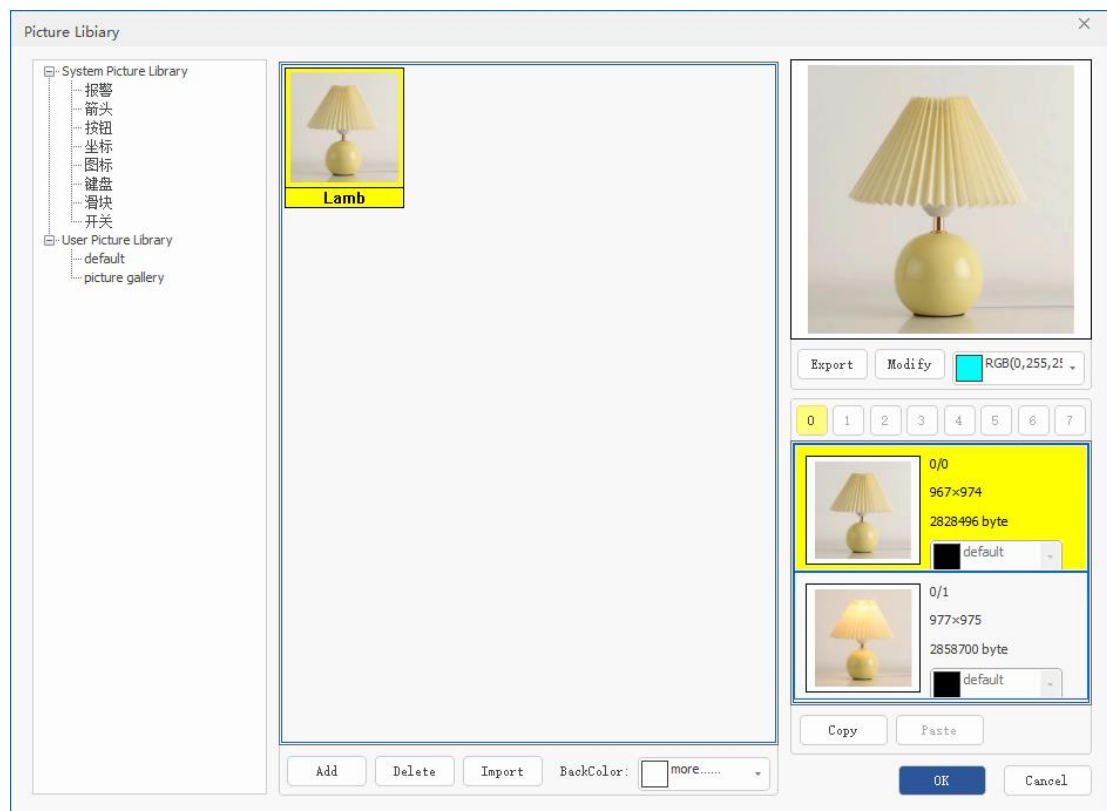 Picture Libiary
System Picture Library
报警
箭头
按钮
坐标
图标
键盘
滑块
开关
User Picture Library
default
picture gallery
Lamb
Add
Delete
Import
BackColor:
more......
Export
Modify
RGB(0,255,25
0
1
2
3
4
5
6
7
0/0
967×974
2828496 byte
default
0/1
977×975
2858700 byte
default
Copy
Paste
OK
Cancel